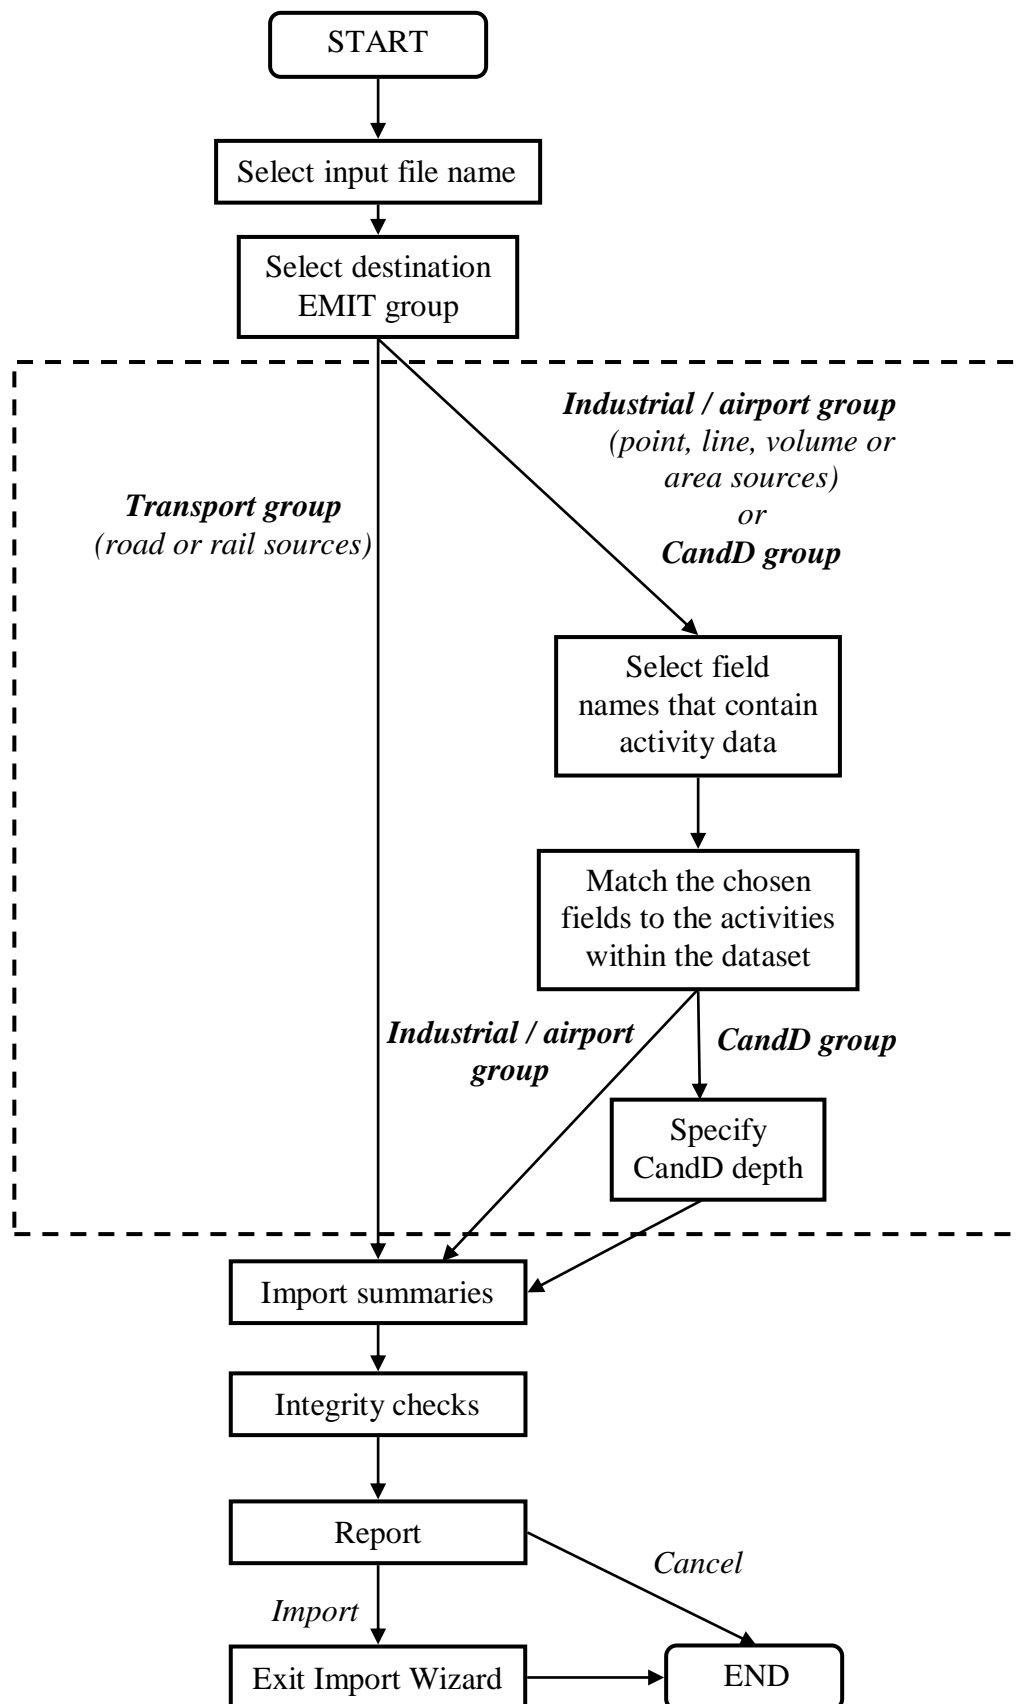 START
Select input file name
Select destination
EMIT group
Industrial / airport group
(point, line, volume or
area sources)
or
CandD group
Transport group
(road or rail sources)
Select field
names that contain
activity data
Match the chosen
fields to the activities
within the dataset
Industrial / airport
group
CandD group
Specify
CandD depth
Import summaries
Integrity checks
Report
Cancel
Import
Exit Import Wizard
END